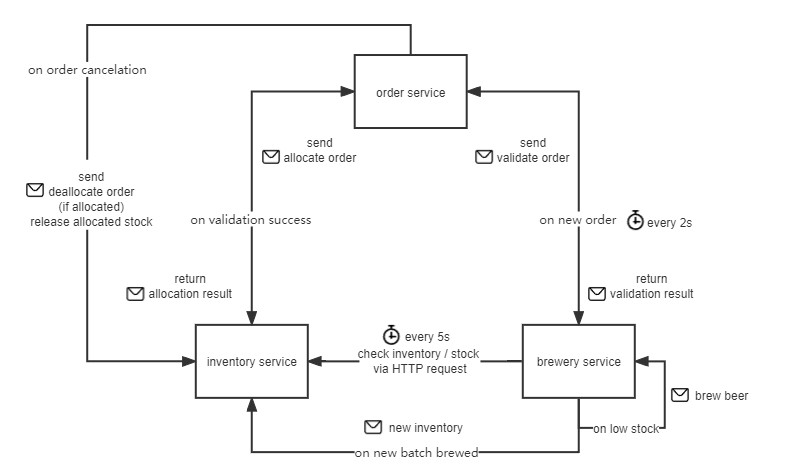 on order cancelation
order service
send
allocate order
send
validate order
send
deallocate order
(if allocated)
release allocated stock
on validation success
on new order
every 2s
return
allocation result
return
validation result
inventory service
every 5s
check inventory / stock
via HTTP request
brewery service
brew beer
new inventory
on low stock
on new batch brewed